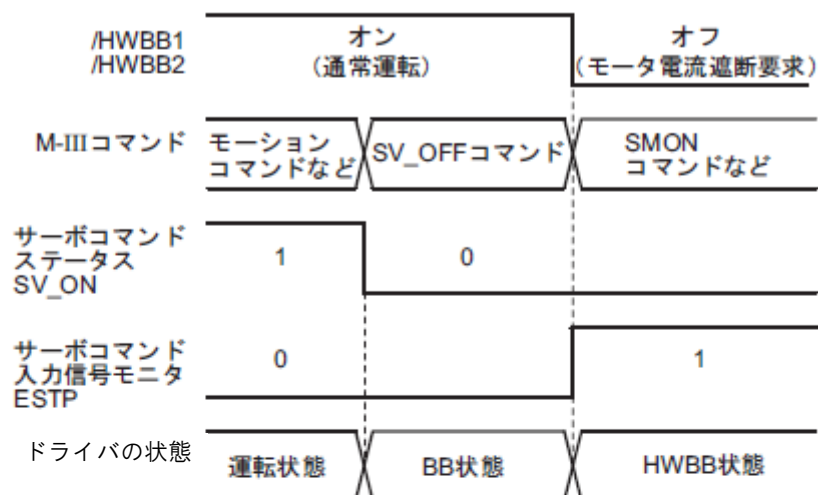 /HWBB1
/HWBB2
オン
(通常運転)
オフ
(モータ電流遮断要求)
M-IIIコマンド
モーション
コマンドなど
SV_OFFコマンド
SMON
コマンドなど
サーボコマンド
ステータス
SV_ON
1
0
サーボコマンド
入力信号モニタ
ESTP
0
1
ドライバの状態
運転状態
BB状態
HWBB状態